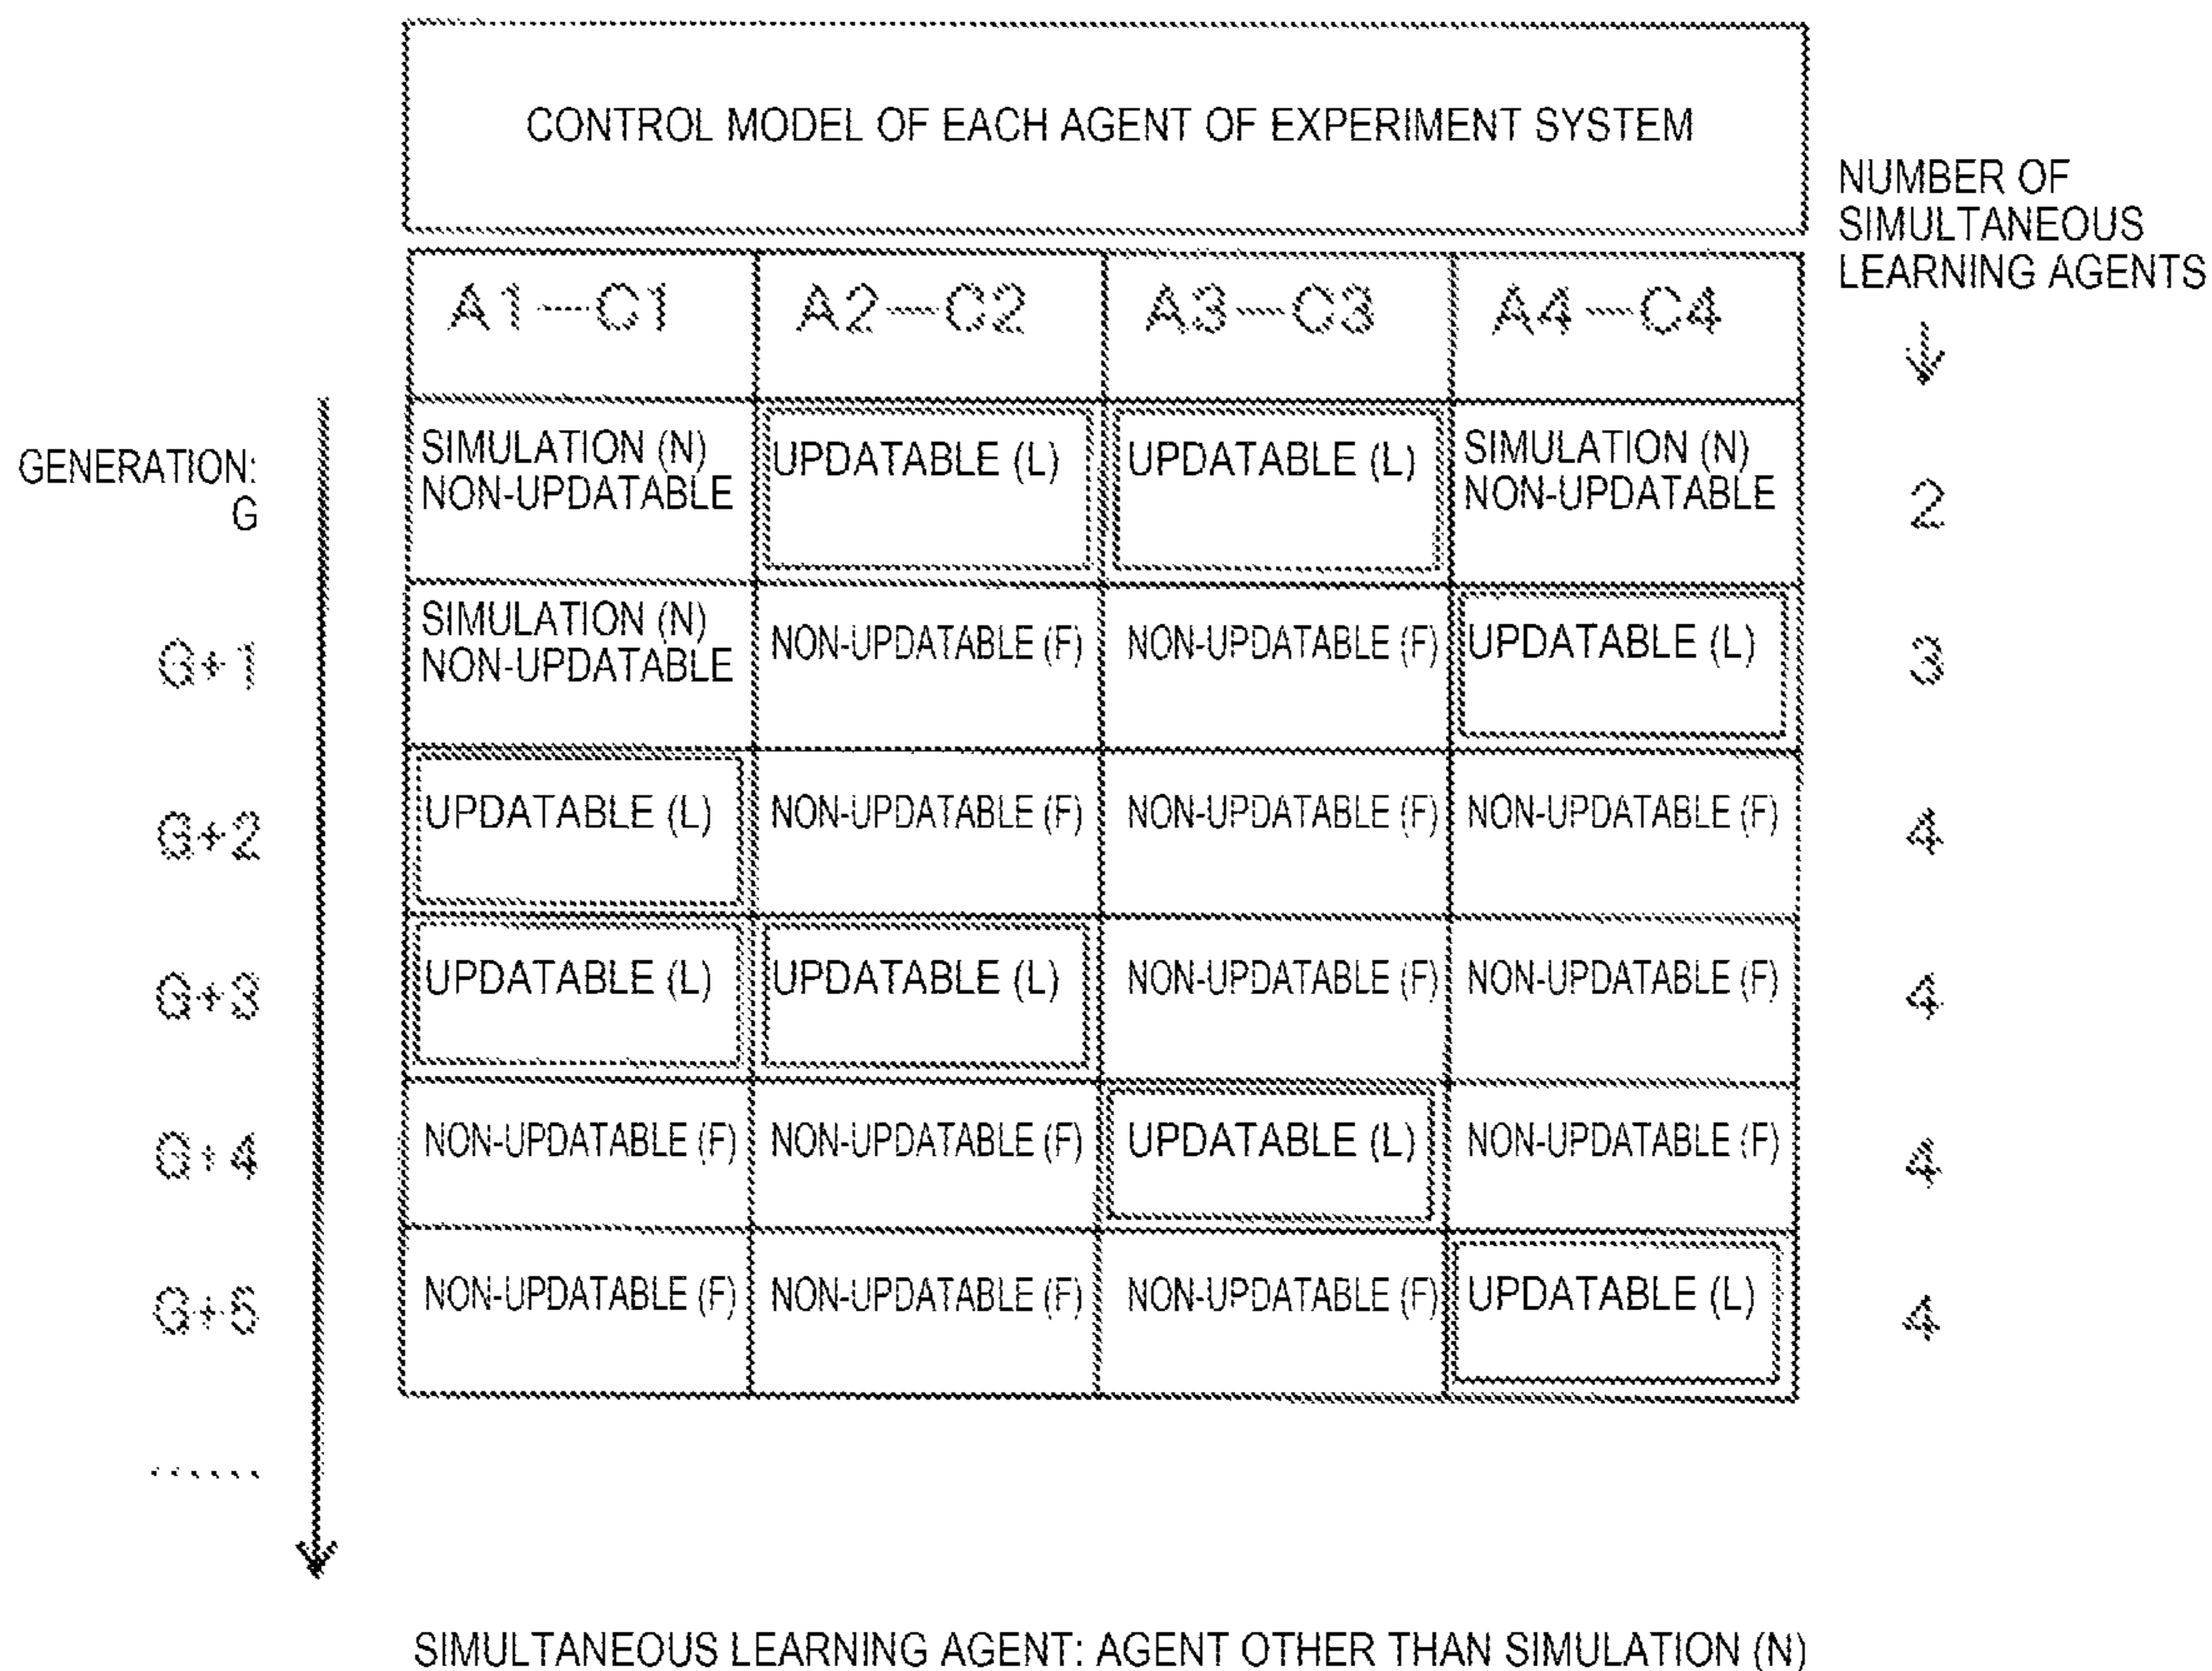 CONTROL MODEL OF EACH AGENT OF EXPERIMENT SYSTEM
NUMBER OF
SIMULTANEOUS
LEARNING AGENTS
A1-C1 A2-C2 A3-C3 A4-C4
GENERATION:
G
SIMULATION (N)
NON-UPDATABLE
UPDATABLE (L)
UPDATABLE (L)
SIMULATION (N)
NON-UPDATABLE
2
G+1
SIMULATION (N)
NON-UPDATABLE
NON-UPDATABLE (F)
NON-UPDATABLE (F)
UPDATABLE (L)
3
G+2
UPDATABLE (L)
NON-UPDATABLE (F)
NON-UPDATABLE (F)
NON-UPDATABLE (F)
4
G+3
UPDATABLE (L)
UPDATABLE (L)
NON-UPDATABLE (F)
NON-UPDATABLE (F)
4
G+4
NON-UPDATABLE (F)
NON-UPDATABLE (F)
UPDATABLE (L)
NON-UPDATABLE (F)
4
G+5
NON-UPDATABLE (F)
NON-UPDATABLE (F)
NON-UPDATABLE (F)
UPDATABLE (L)
4
......
SIMULTANEOUS LEARNING AGENT: AGENT OTHER THAN SIMULATION (N)